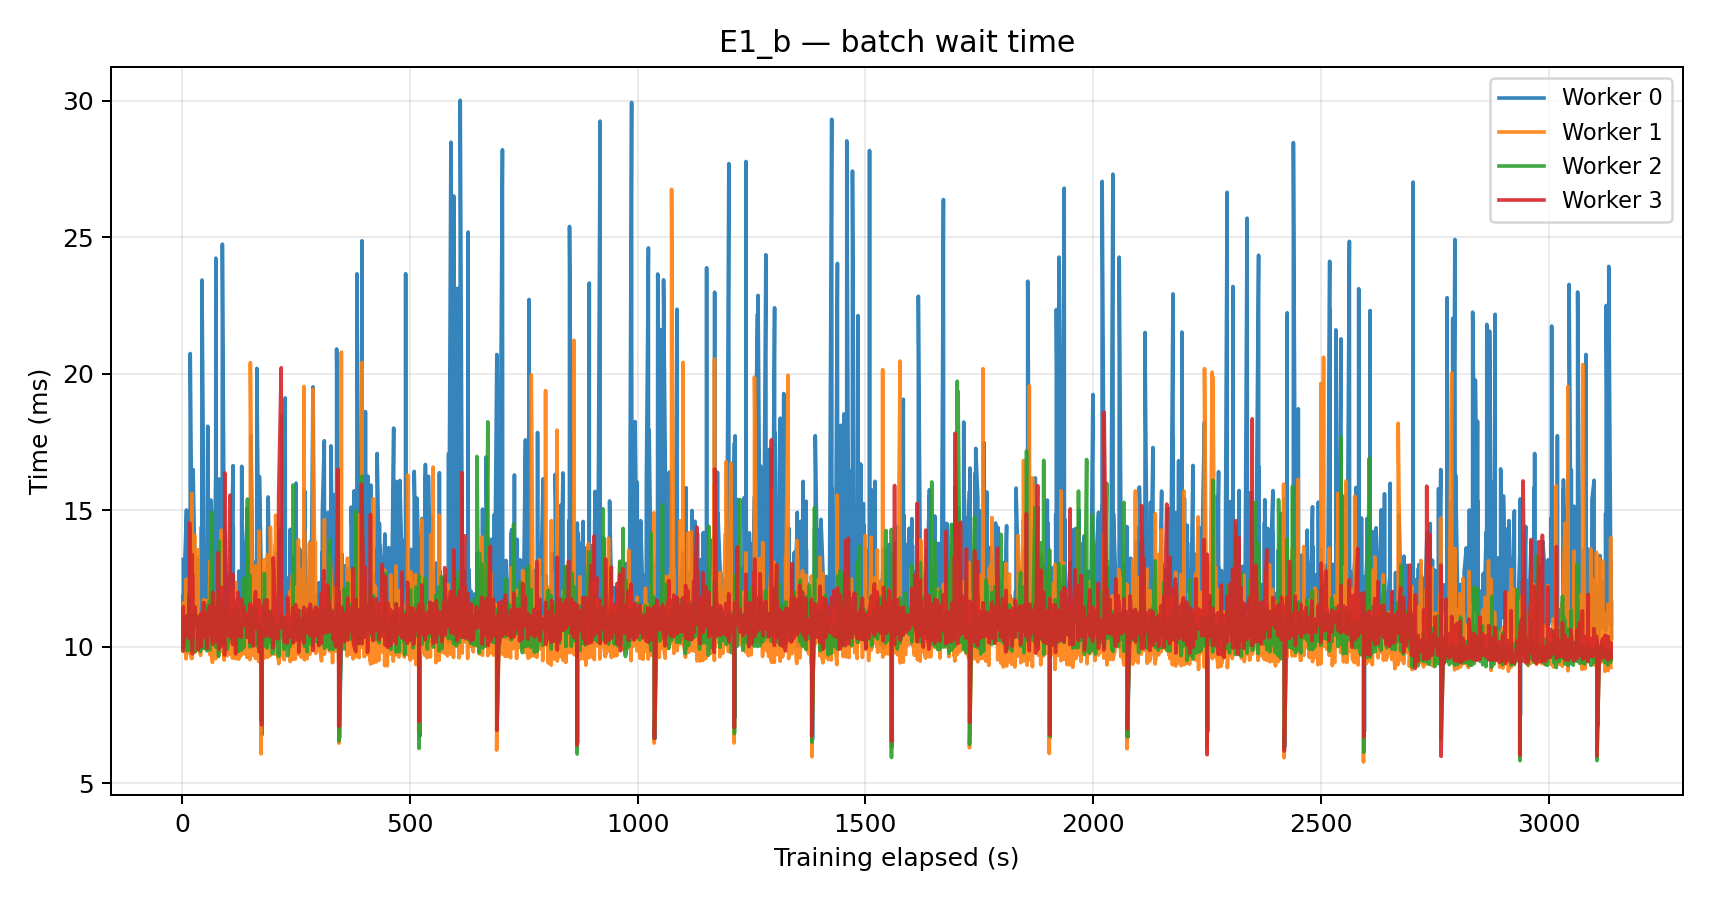 E1_b — batch wait time
Time (ms)
30
25
20
15
10
5
0
500
1000
1500
2000
2500
3000
Training elapsed (s)
Worker 0
Worker 1
Worker 2
Worker 3